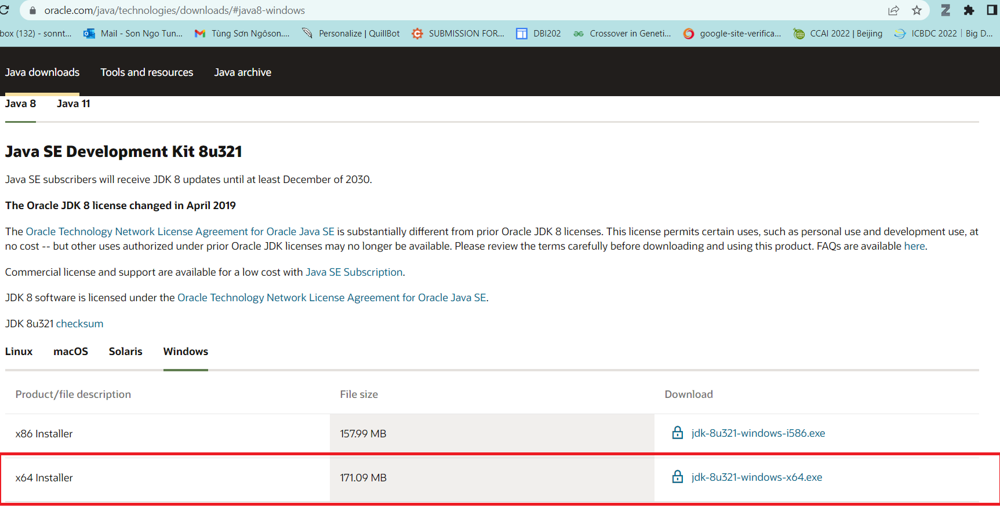 oracle.com/java/technologies/downloads/#java8-windows
box (132) - sonnt... Mail - Son Ngo Tun... Tùng Sơn Ngôson.... Personalize | QuillBot SUBMISSION FOR... DBI202 Crossover in Geneti... google-site-verifica... CCAI 2022 | Beijing ICBDC 2022 | Big D...
Java downloads Tools and resources Java archive
Java 8 Java 11
Java SE Development Kit 8u321
Java SE subscribers will receive JDK 8 updates until at least December of 2030.
The Oracle JDK 8 license changed in April 2019
The Oracle Technology Network License Agreement for Oracle Java SE is substantially different from prior Oracle JDK 8 licenses. This license permits certain uses, such as personal use and development use, at
no cost -- but other uses authorized under prior Oracle JDK licenses may no longer be available. Please review the terms carefully before downloading and using this product. FAQs are available here.
Commercial license and support are available for a low cost with Java SE Subscription.
JDK 8 software is licensed under the Oracle Technology Network License Agreement for Oracle Java SE.
JDK 8u321 checksum
Linux macOS Solaris Windows
Product/file description File size Download
x86 Installer 157.99 MB jdk-8u321-windows-i586.exe
x64 Installer 171.09 MB jdk-8u321-windows-x64.exe